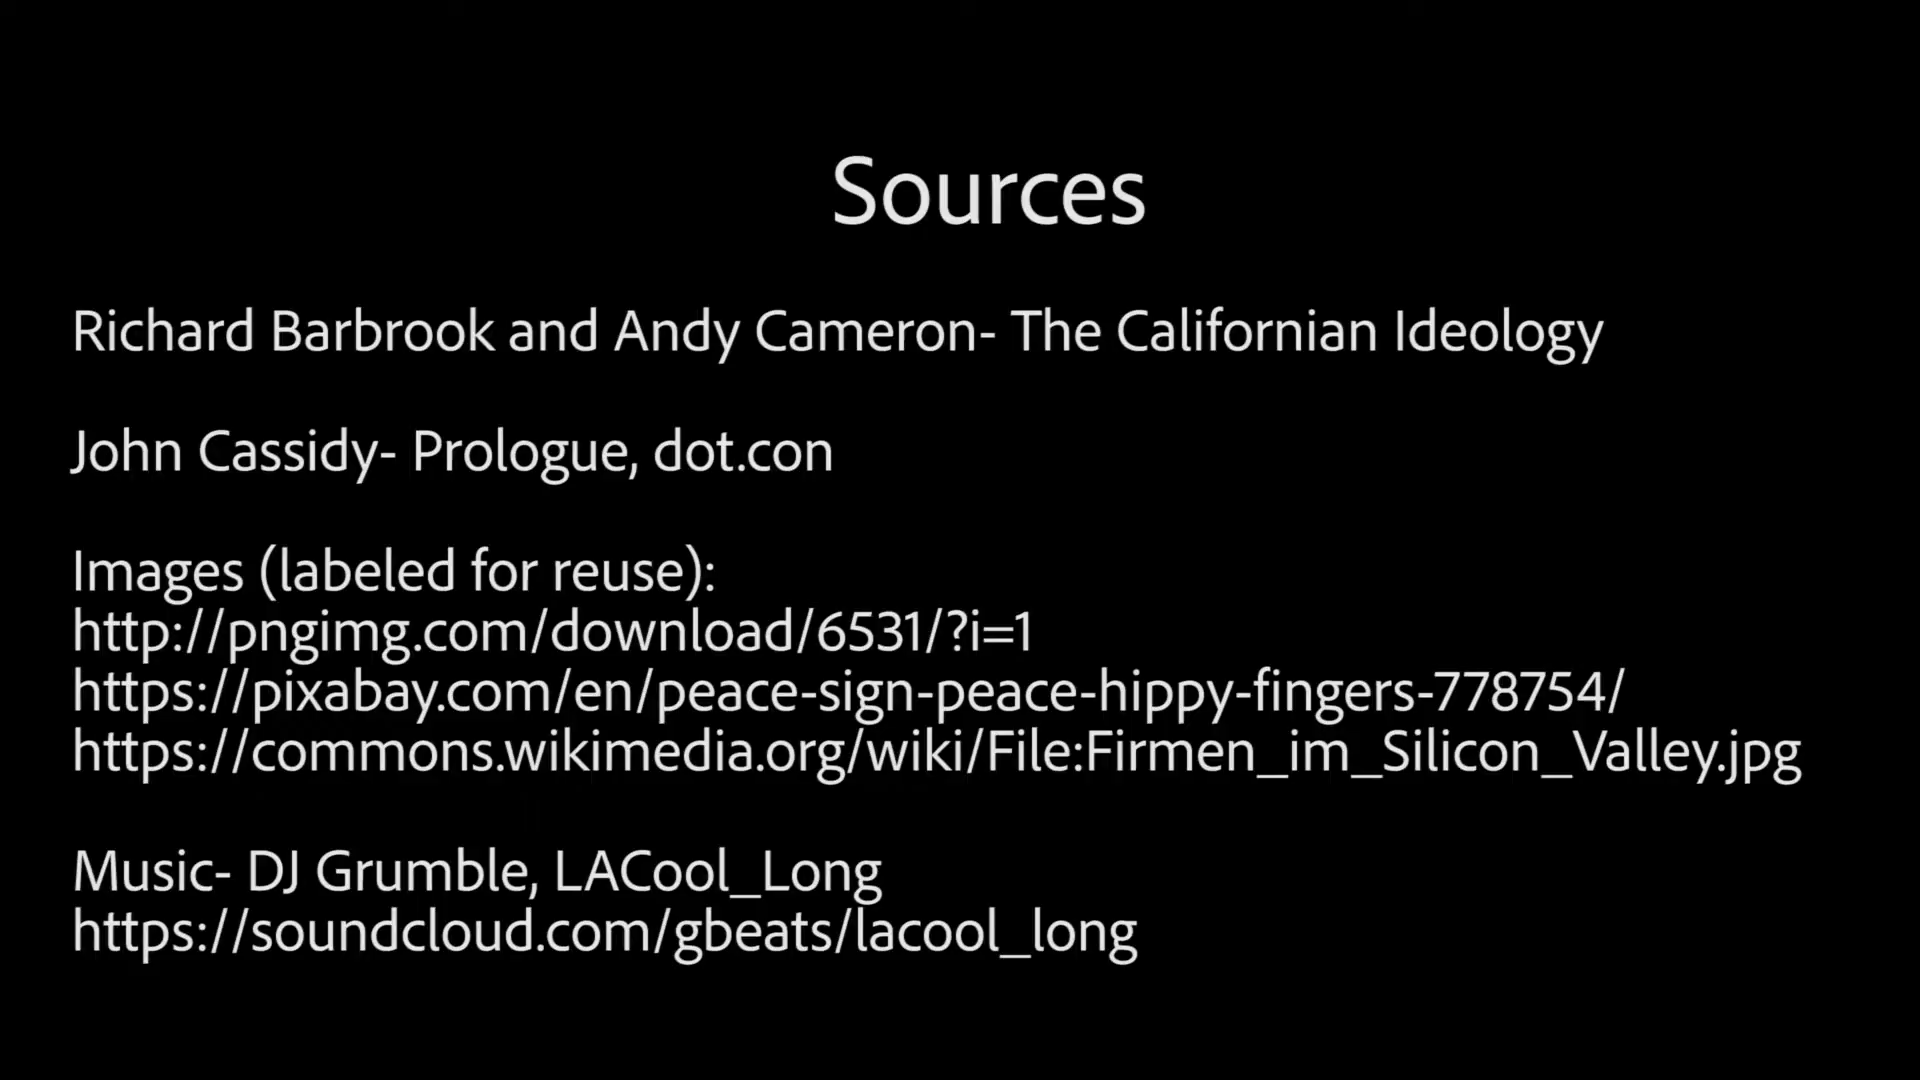 Sources
Richard Barbrook and Andy Cameron- The Californian Ideology
John Cassidy- Prologue, dot.con
Images (labeled for reuse):
http://pngimg.com/download/6531/?i=1
https://pixabay.com/en/peace-sign-peace-hippy-fingers-778754/
https://commons.wikimedia.org/wiki/File:Firmen_im_Silicon_Valley.jpg
Music- DJ Grumble, LACool_Long
https://soundcloud.com/gbeats/lacool_long